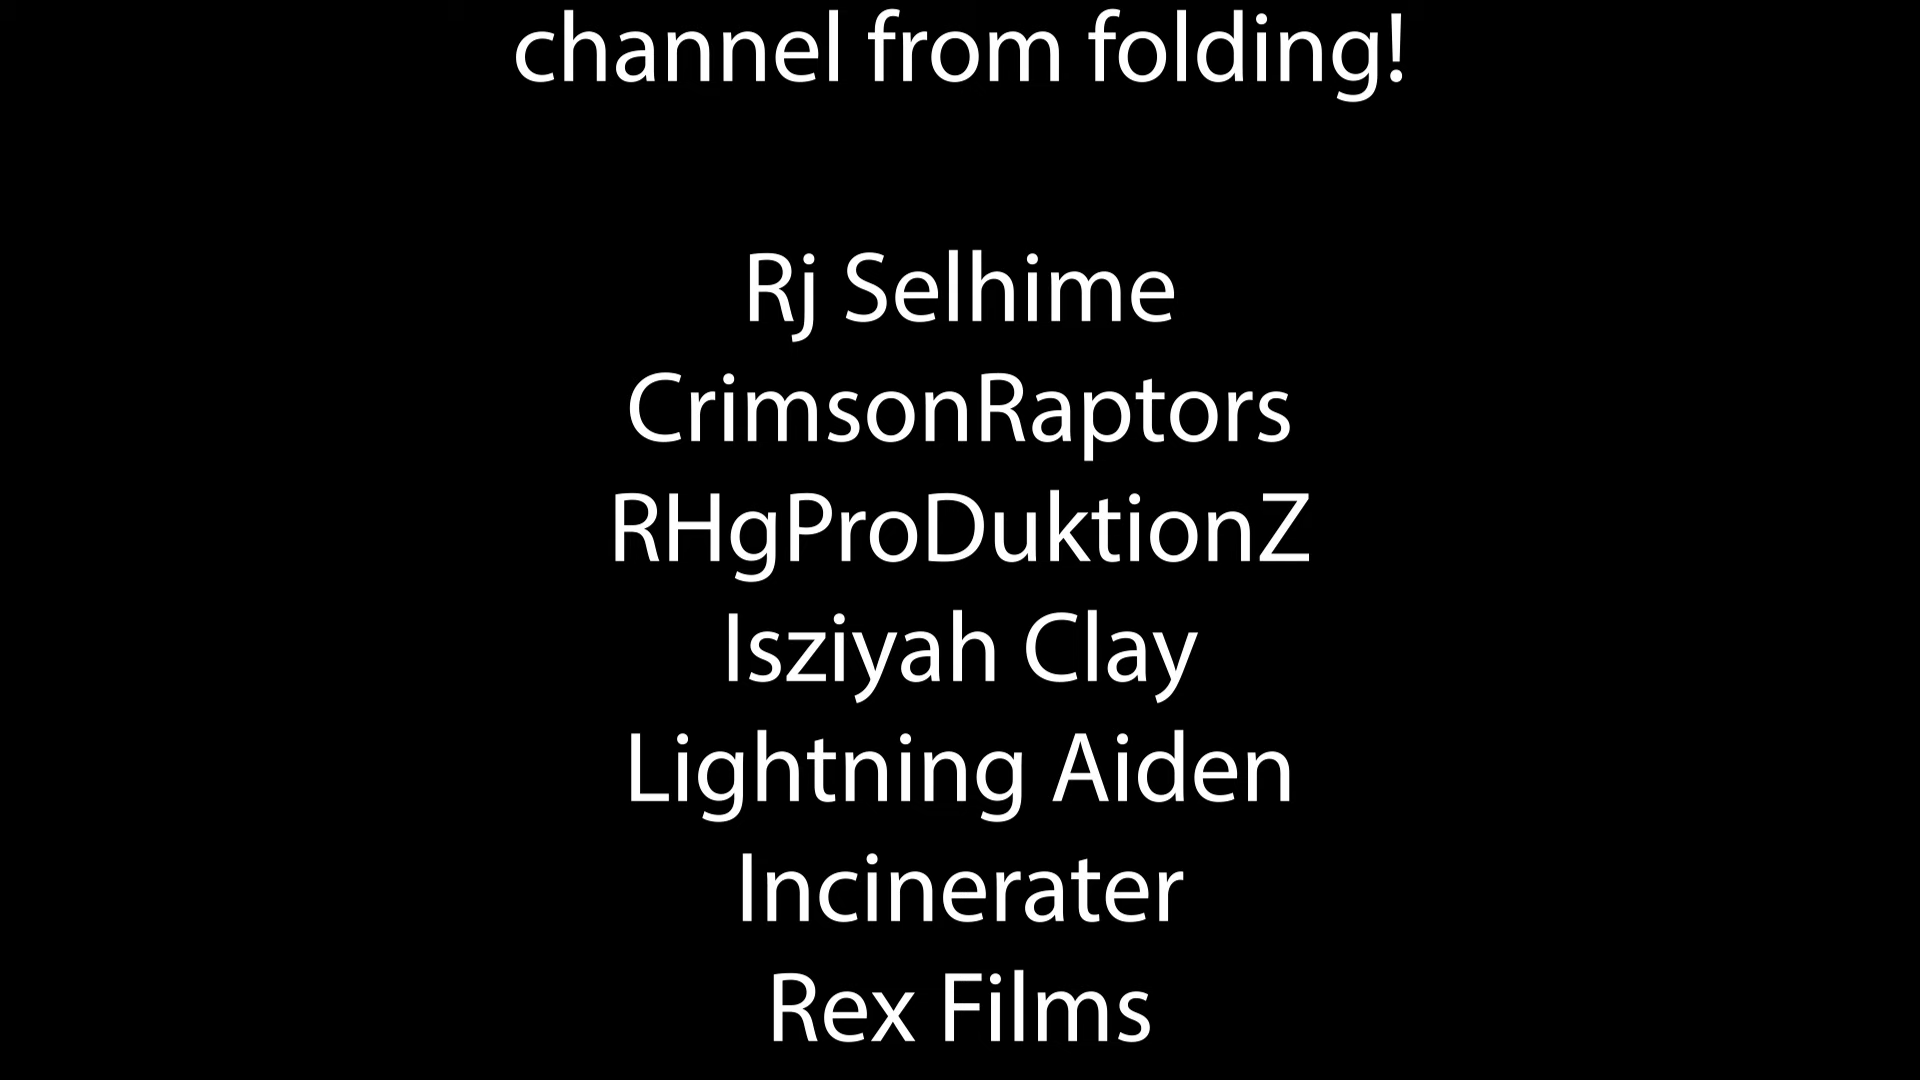 channel from folding!
Rj Selhime
CrimsonRaptors
RHgProDuktionZ
Isziyah Clay
Lightning Aiden
Incinerater
Rex Films